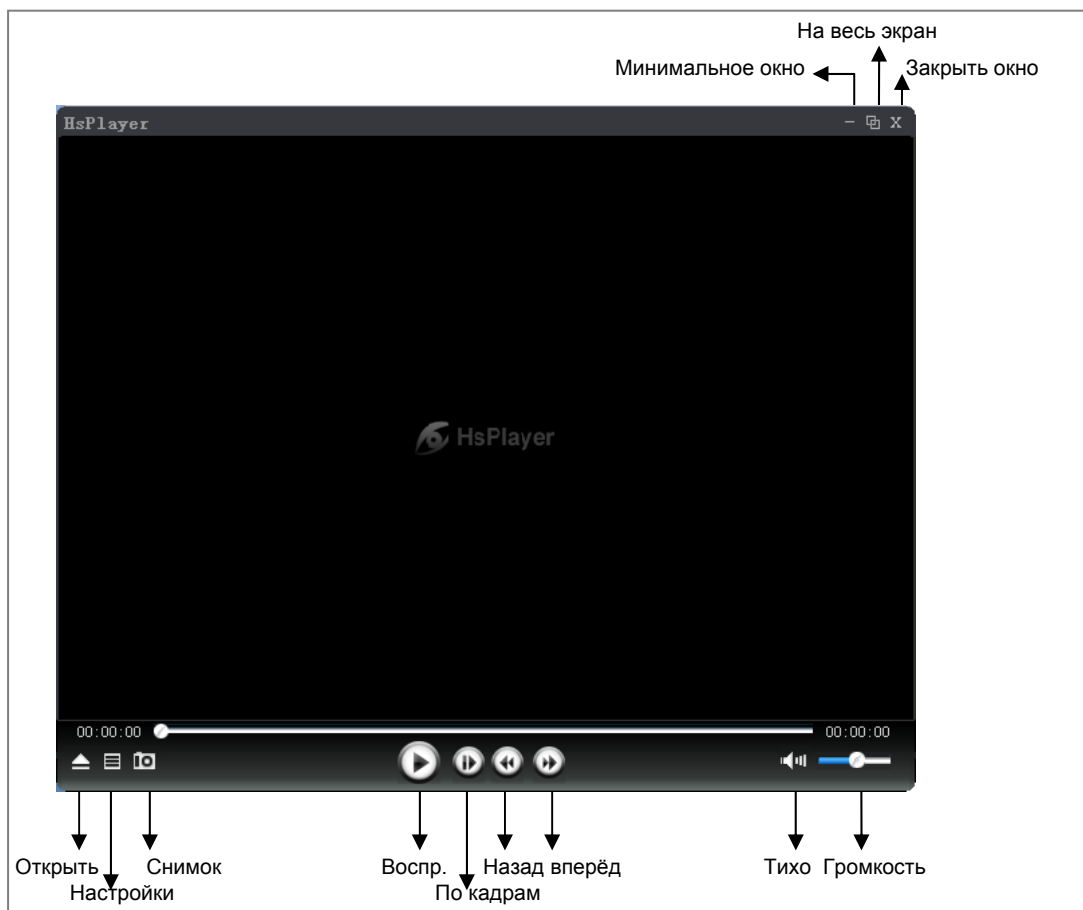 На весь экран
Минимальное окно
Закрыть окно
HsPlayer
HsPlayer
00:00:00
00:00:00
Открыть
Снимок
Воспр.
Назад вперёд
Тихо
Громкость
Настройки
По кадрам